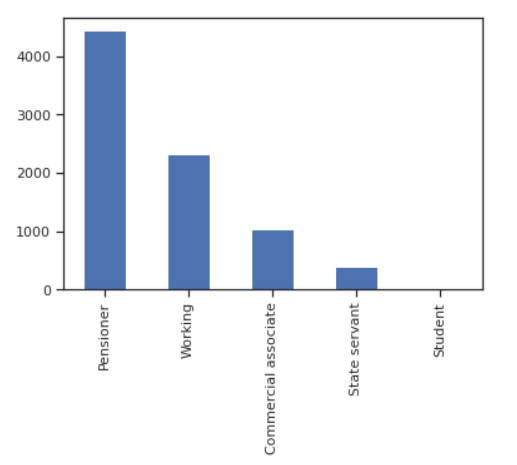 4000
3000
2000
1000
0
Pensioner
Working
Commercial associate
State servant
Student